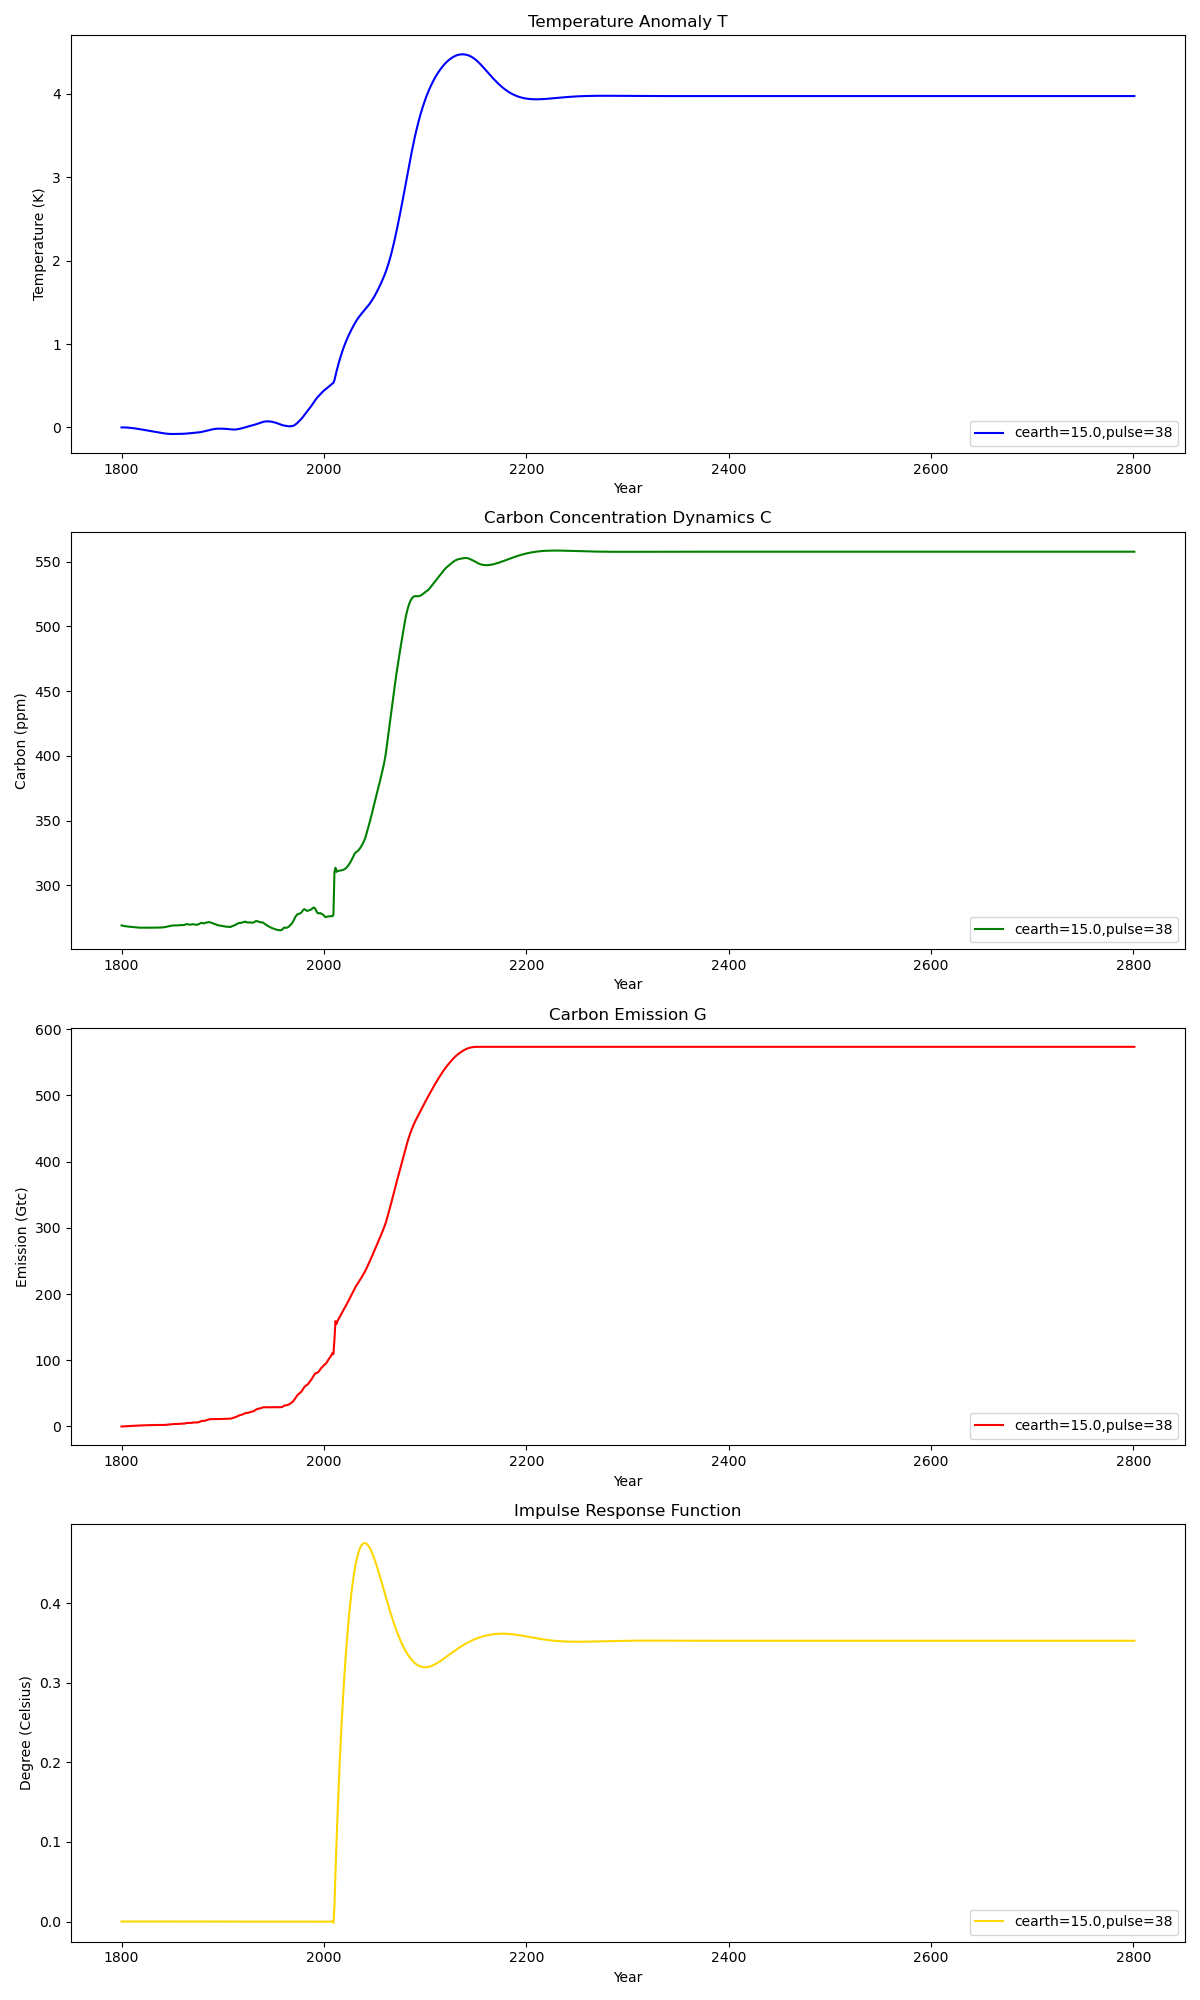 Temperature Anomaly T
Temperature (K)
4
3
2
1
0
cearth=15.0,pulse=38
1800 2000 2200 2400 2600 2800
Year
Carbon Concentration Dynamics C
Carbon (ppm)
550
500
450
400
350
300
cearth=15.0,pulse=38
1800 2000 2200 2400 2600 2800
Year
Carbon Emission G
Emission (Gtc)
600
500
400
300
200
100
0
cearth=15.0,pulse=38
1800 2000 2200 2400 2600 2800
Year
Impulse Response Function
Degree (Celsius)
0.4
0.3
0.2
0.1
0.0
cearth=15.0,pulse=38
1800 2000 2200 2400 2600 2800
Year